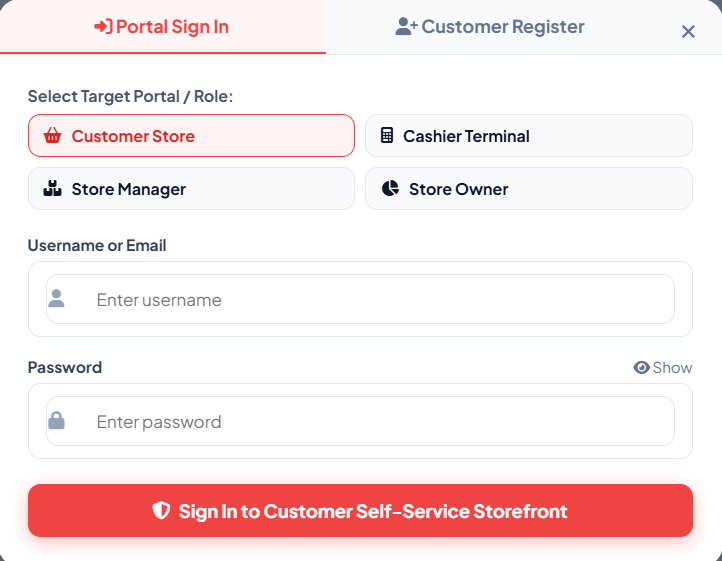 Portal Sign In
Customer Register
Select Target Portal / Role:
Customer Store
Cashier Terminal
Store Manager
Store Owner
Username or Email
Enter username
Password
Show
Enter password
Sign In to Customer Self-Service Storefront